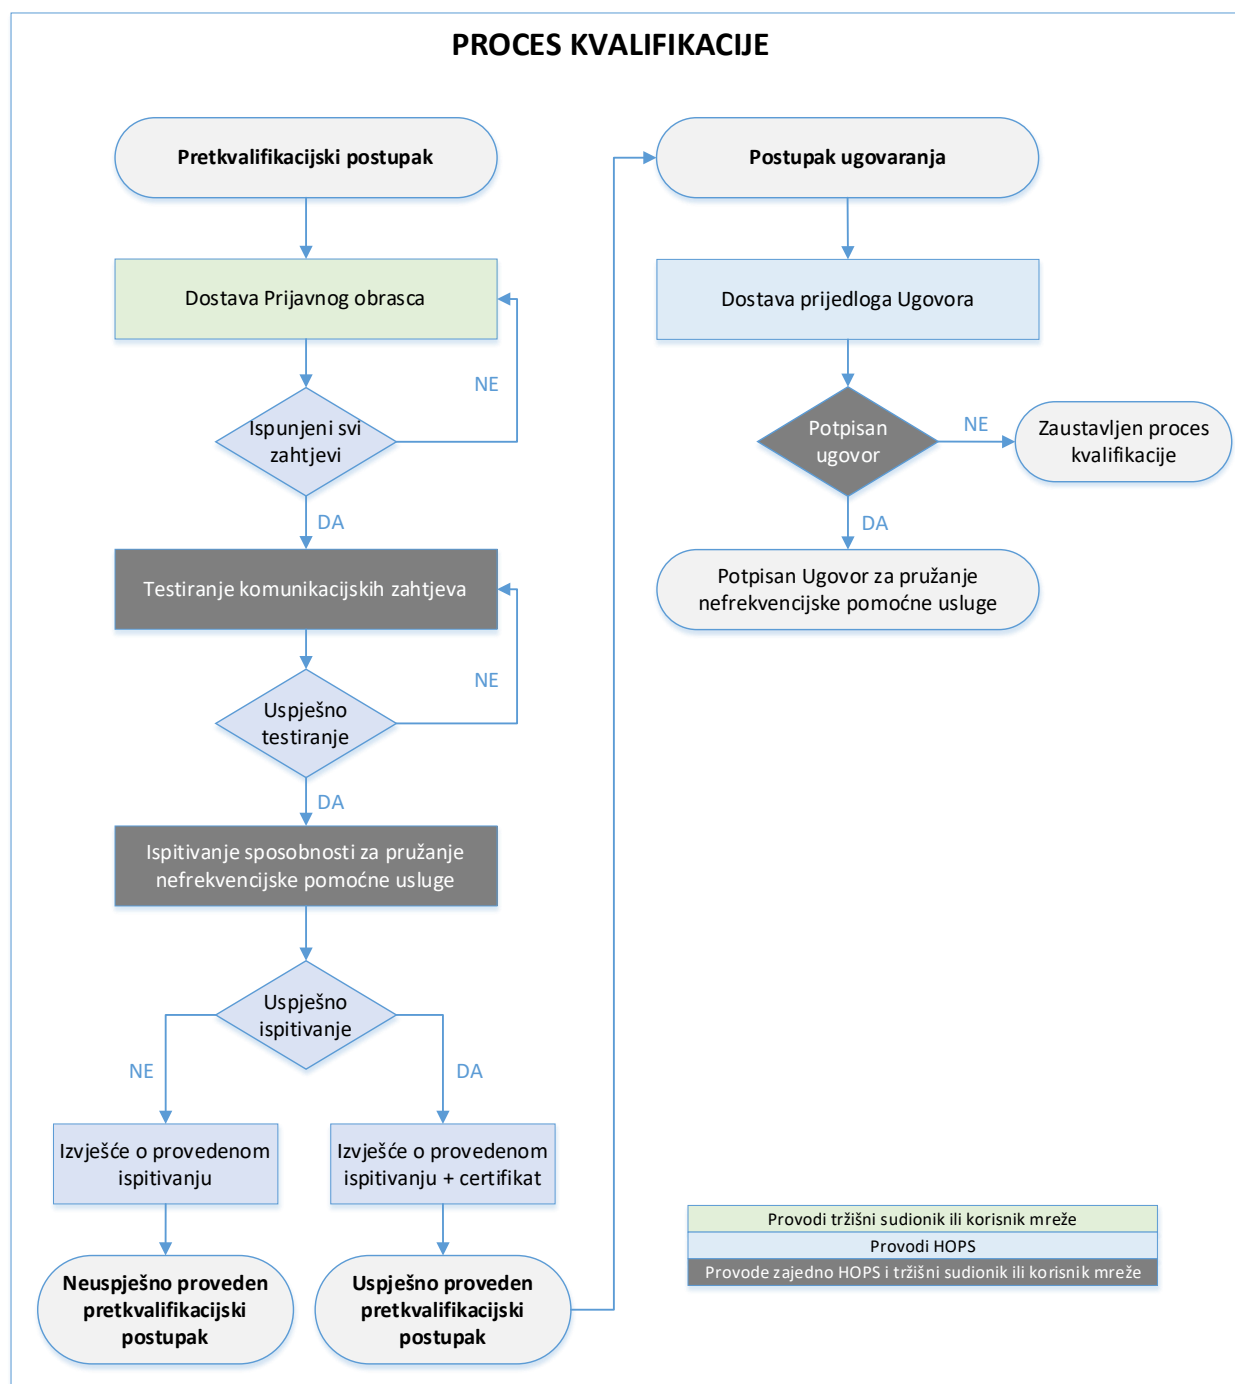 PROCES KVALIFIKACIJE
Pretkvalifikacijski postupak
Dostava Prijavnog obrasca
NE
Ispunjeni svi
zahtjevi
DA
Testiranje komunikacijskih zahtjeva
NE
Uspješno
testiranje
DA
Ispitivanje sposobnosti za pružanje
nefrekvencijske pomoćne usluge
Uspješno
ispitivanje
NE
DA
Izvješće o provedenom
ispitivanju
Izvješće o provedenom
ispitivanju + certifikat
Neuspješno proveden
pretkvalifikacijski
postupak
Uspješno proveden
pretkvalifikacijski
postupak
Postupak ugovaranja
Dostava prijedloga Ugovora
Potpisan
ugovor
NE
Zaustavljen proces
kvalifikacije
DA
Potpisan Ugovor za pružanje
nefrekvencijske pomoćne usluge
Provodi tržišni sudionik ili korisnik mreže
Provodi HOPS
Provode zajedno HOPS i tržišni sudionik ili korisnik mreže